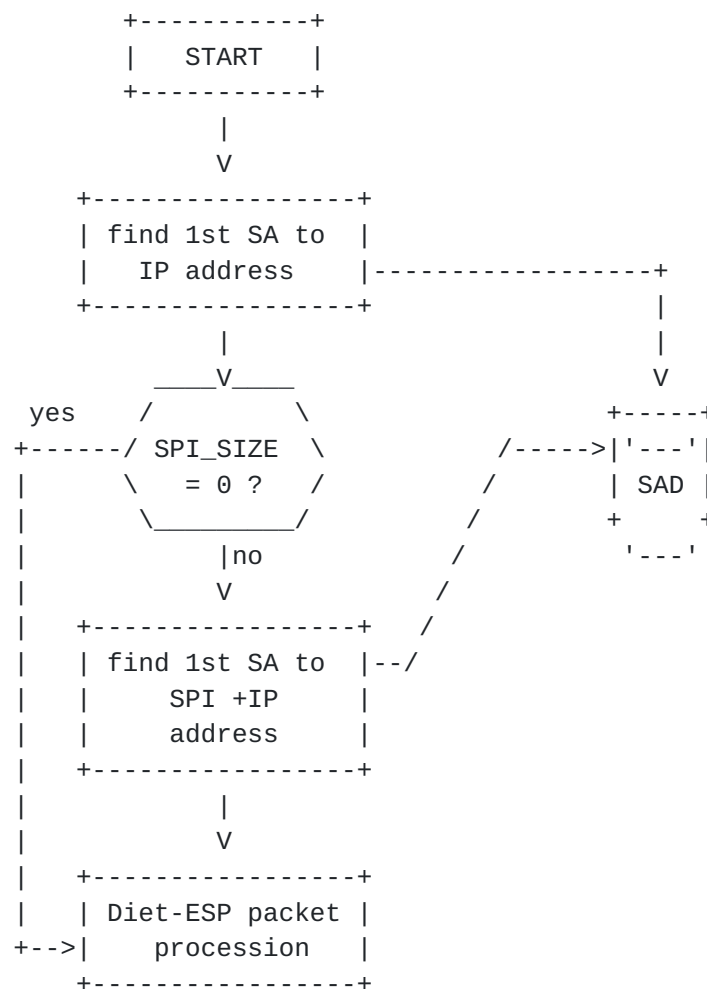 START
find 1st SA to
IP address
yes
SPI_SIZE
= 0 ?
SAD
no
find 1st SA to
SPI +IP
address
Diet-ESP packet
procession